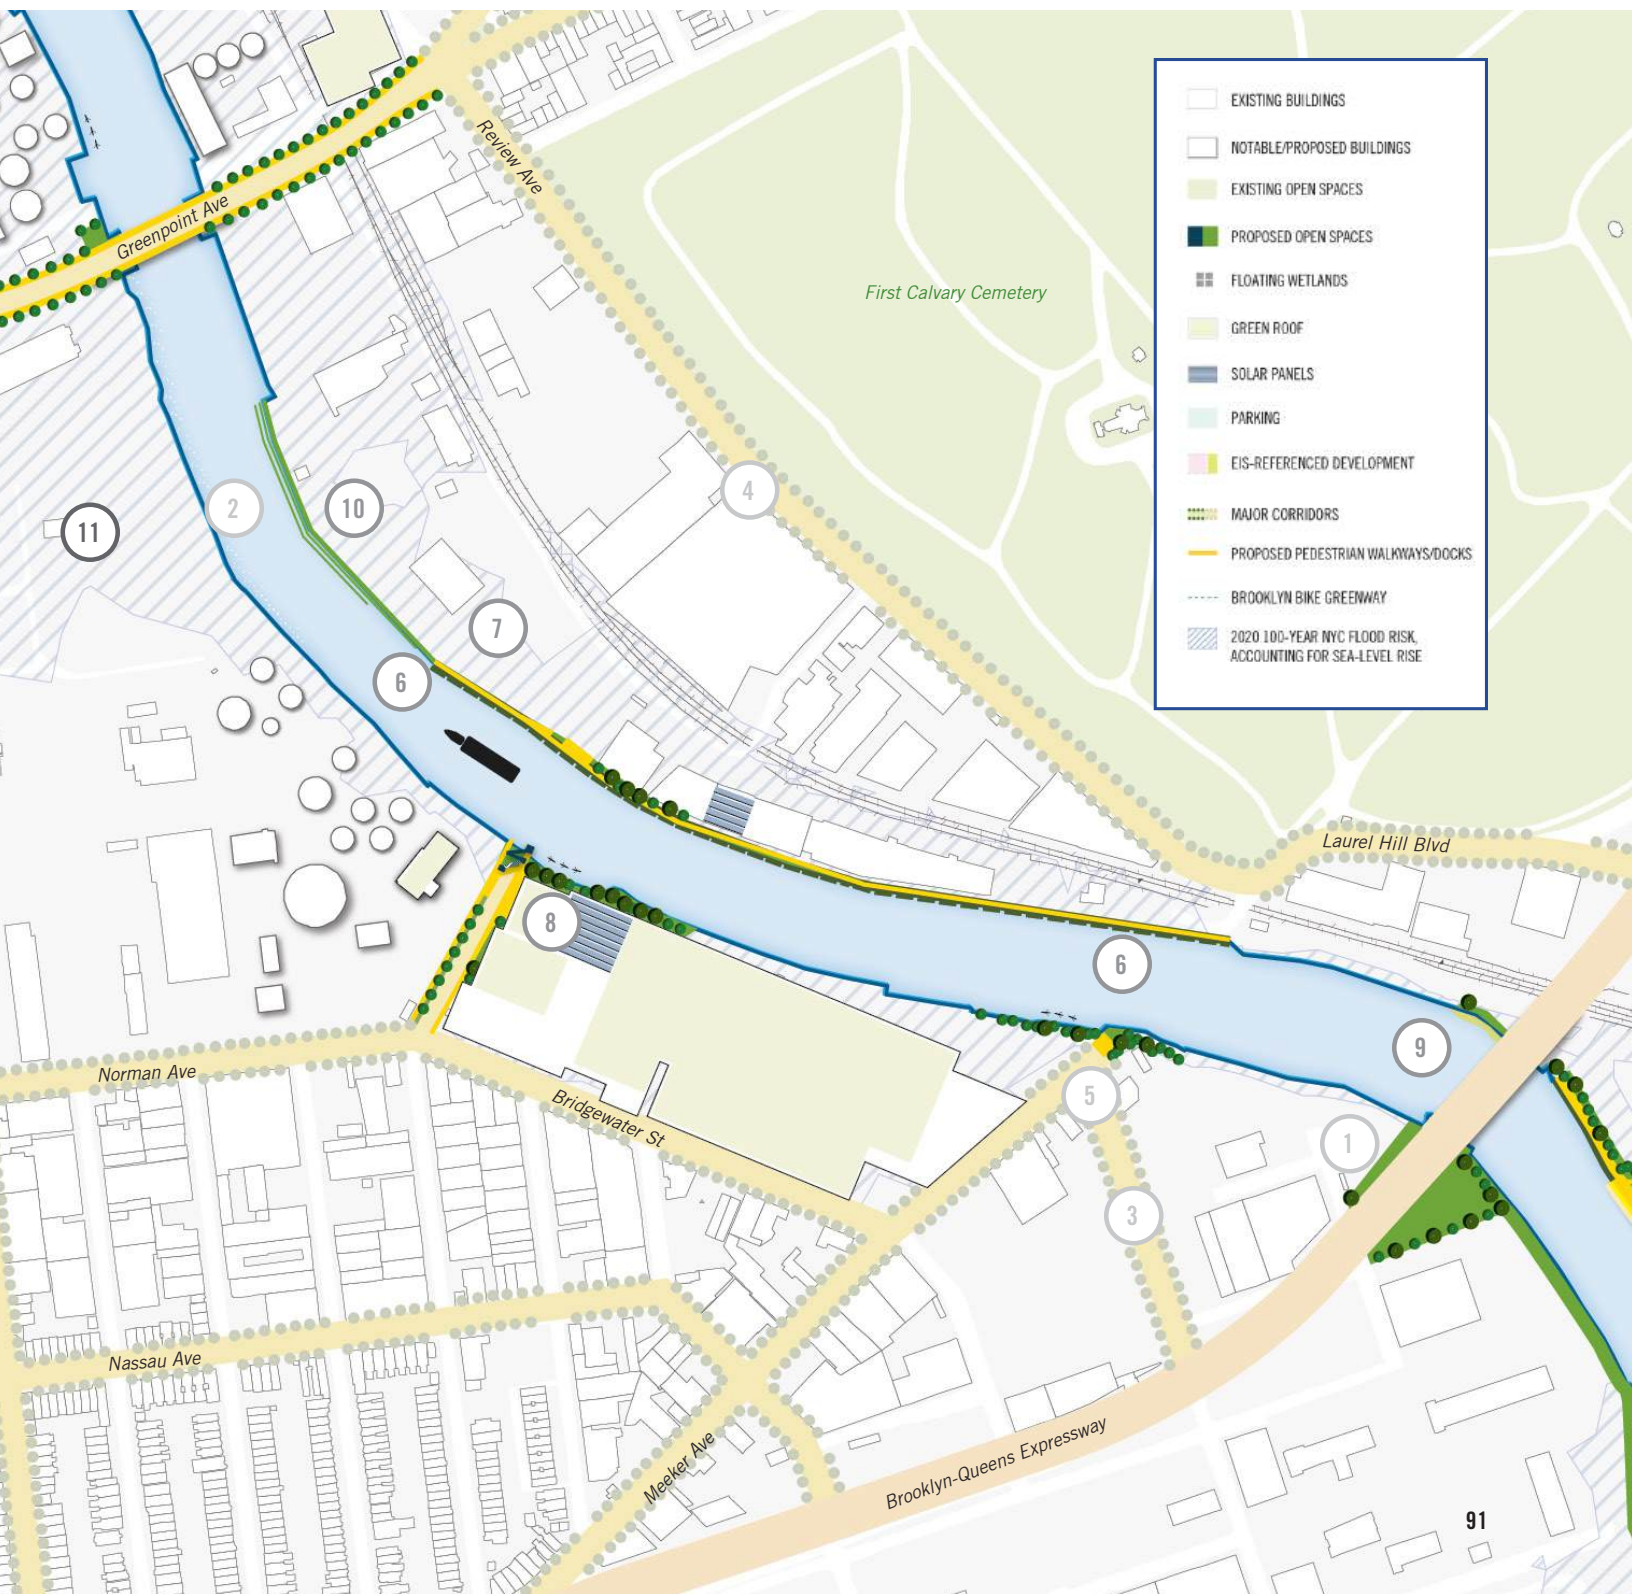 Review Ave
Greenpoint Ave
First Calvary Cemetery
EXISTING BUILDINGS
NOTABLE/PROPOSED BUILDINGS
EXISTING OPEN SPACES
PROPOSED OPEN SPACES
FLOATING WETLANDS
GREEN ROOF
SOLAR PANELS
PARKING
EIS-REFERENCED DEVELOPMENT
MAJOR CORRIDORS
PROPOSED PEDESTRIAN WALKWAYS/DOCKS
BROOKLYN BIKE GREENWAY
2020 100-YEAR NYC FLOOD RISK,
ACCOUNTING FOR SEA-LEVEL RISE
4
2
10
11
7
6
Laurel Hill Blvd
8
6
9
Norman Ave
Bridgewater St
5
1
3
Nassau Ave
Meeker Ave
Brooklyn-Queens Expressway
91